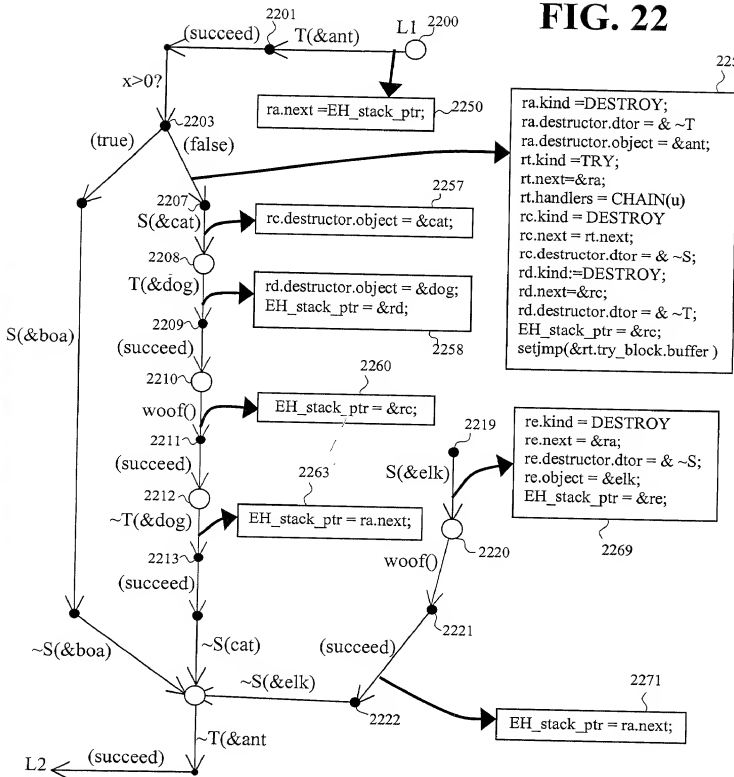 FIG. 22
2201
2200
(succeed)
T(&ant)
L1
x>0?
2203
ra.next =EH_stack_ptr;
2250
(true)
(false)
ra.kind =DESTROY;
ra.destructor.dtor = & ~T
ra.destructor.object = &ant;
rt.kind =TRY;
rt.next=&ra;
rt.handlers = CHAIN(u)
rc.kind = DESTROY
rc.next = rt.next;
rc.destructor.dtor = & ~S;
rd.kind:=DESTROY;
rd.next=&rc;
rd.destructor.dtor = & ~T;
EH_stack_ptr = &rc;
setjmp(&rt.try_block.buffer )
2207
2257
S(&cat)
rc.destructor.object = &cat;
2208
T(&dog)
rd.destructor.object = &dog;
EH_stack_ptr = &rd;
2209
2258
S(&boa)
(succeed)
2210
2260
woof()
EH_stack_ptr = &rc;
2211
2219
re.kind = DESTROY
re.next = &ra;
re.destructor.dtor = & ~S;
re.object = &elk;
EH_stack_ptr = &re;
(succeed)
2263
S(&elk)
2212
~T(&dog)
EH_stack_ptr = ra.next;
2220
2269
2213
woof()
(succeed)
2221
~S(&boa)
~S(cat)
(succeed)
~S(&elk)
2271
2222
EH_stack_ptr = ra.next;
~T(&ant
L2
(succeed)